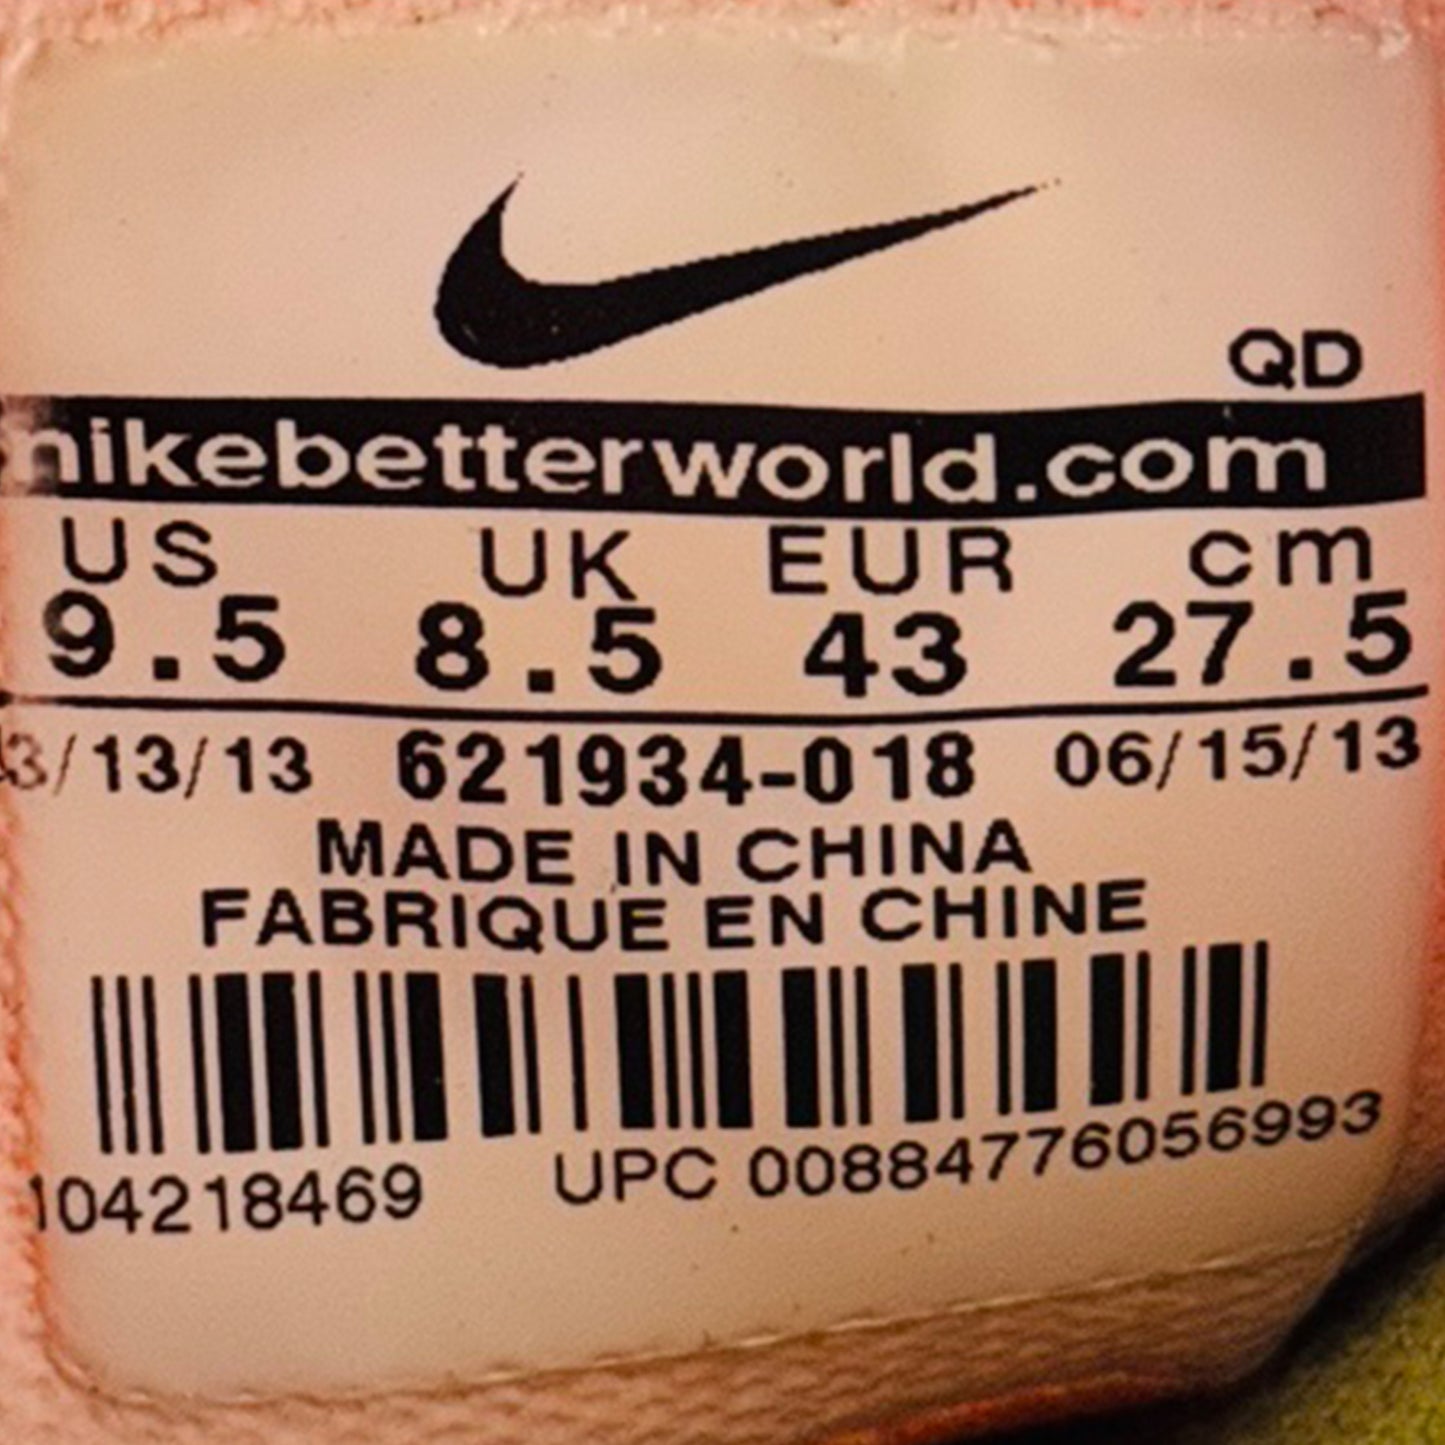 QD
nikebetterworld.com
US UK EUR cm
9.5 8.5 43 27.5
3/13/13 621934-018 06/15/13
MADE IN CHINA
FABRIQUE EN CHINE
104218469 UPC 00884776056993